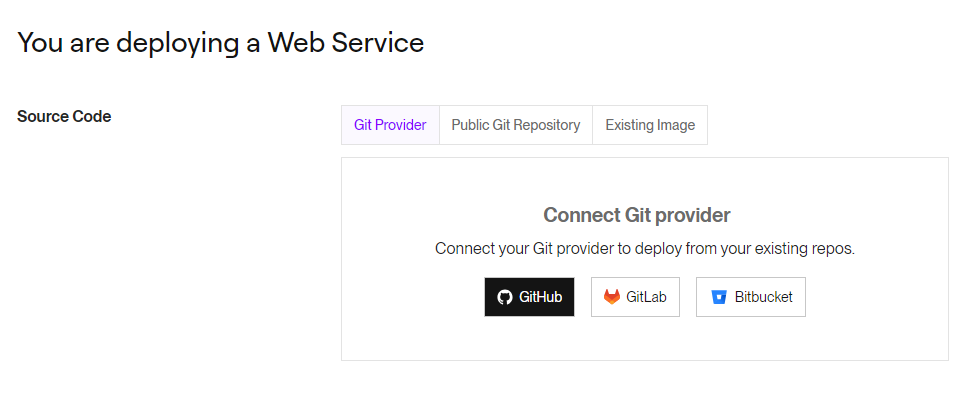 You are deploying a Web Service
Source Code
Git Provider
Public Git Repository
Existing Image
Connect Git provider
Connect your Git provider to deploy from your existing repos.
GitHub
GitLab
Bitbucket